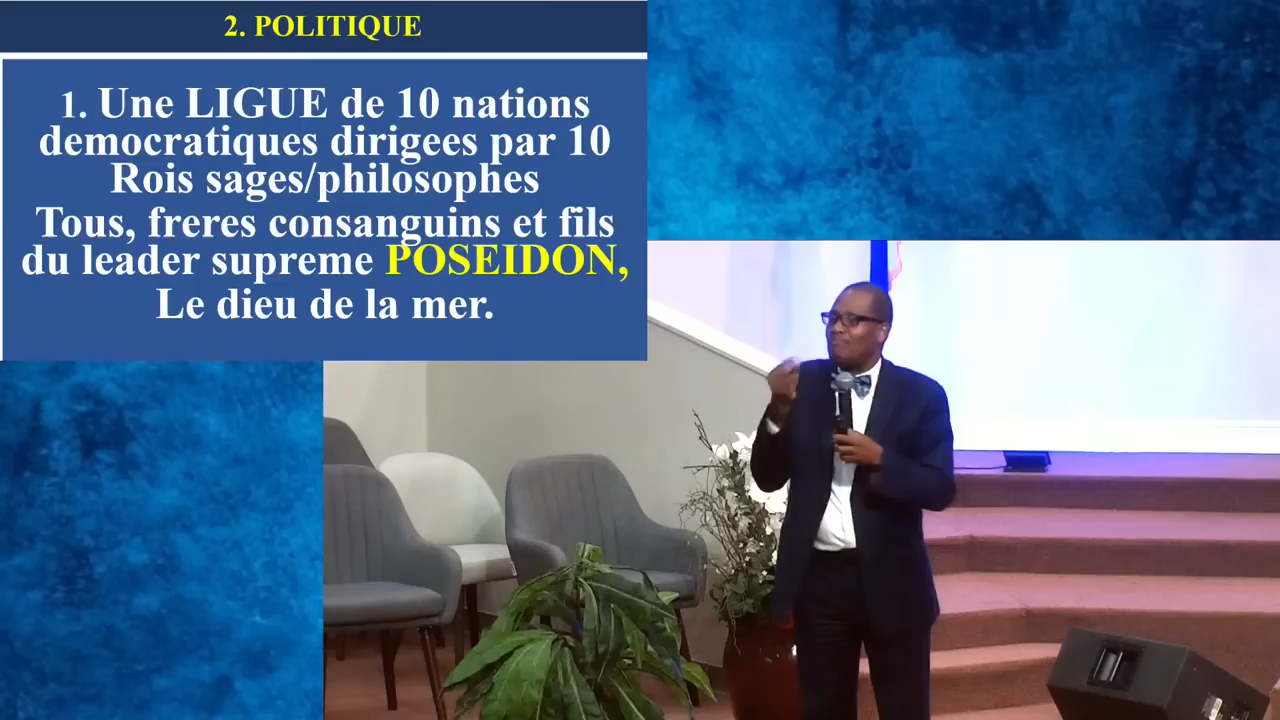 2. POLITIQUE
1. Une LIGUE de 10 nations
democratiques dirigees par 10
Rois sages/philosophes
Tous, freres consanguins et fils
du leader supreme POSEIDON,
Le dieu de la mer.